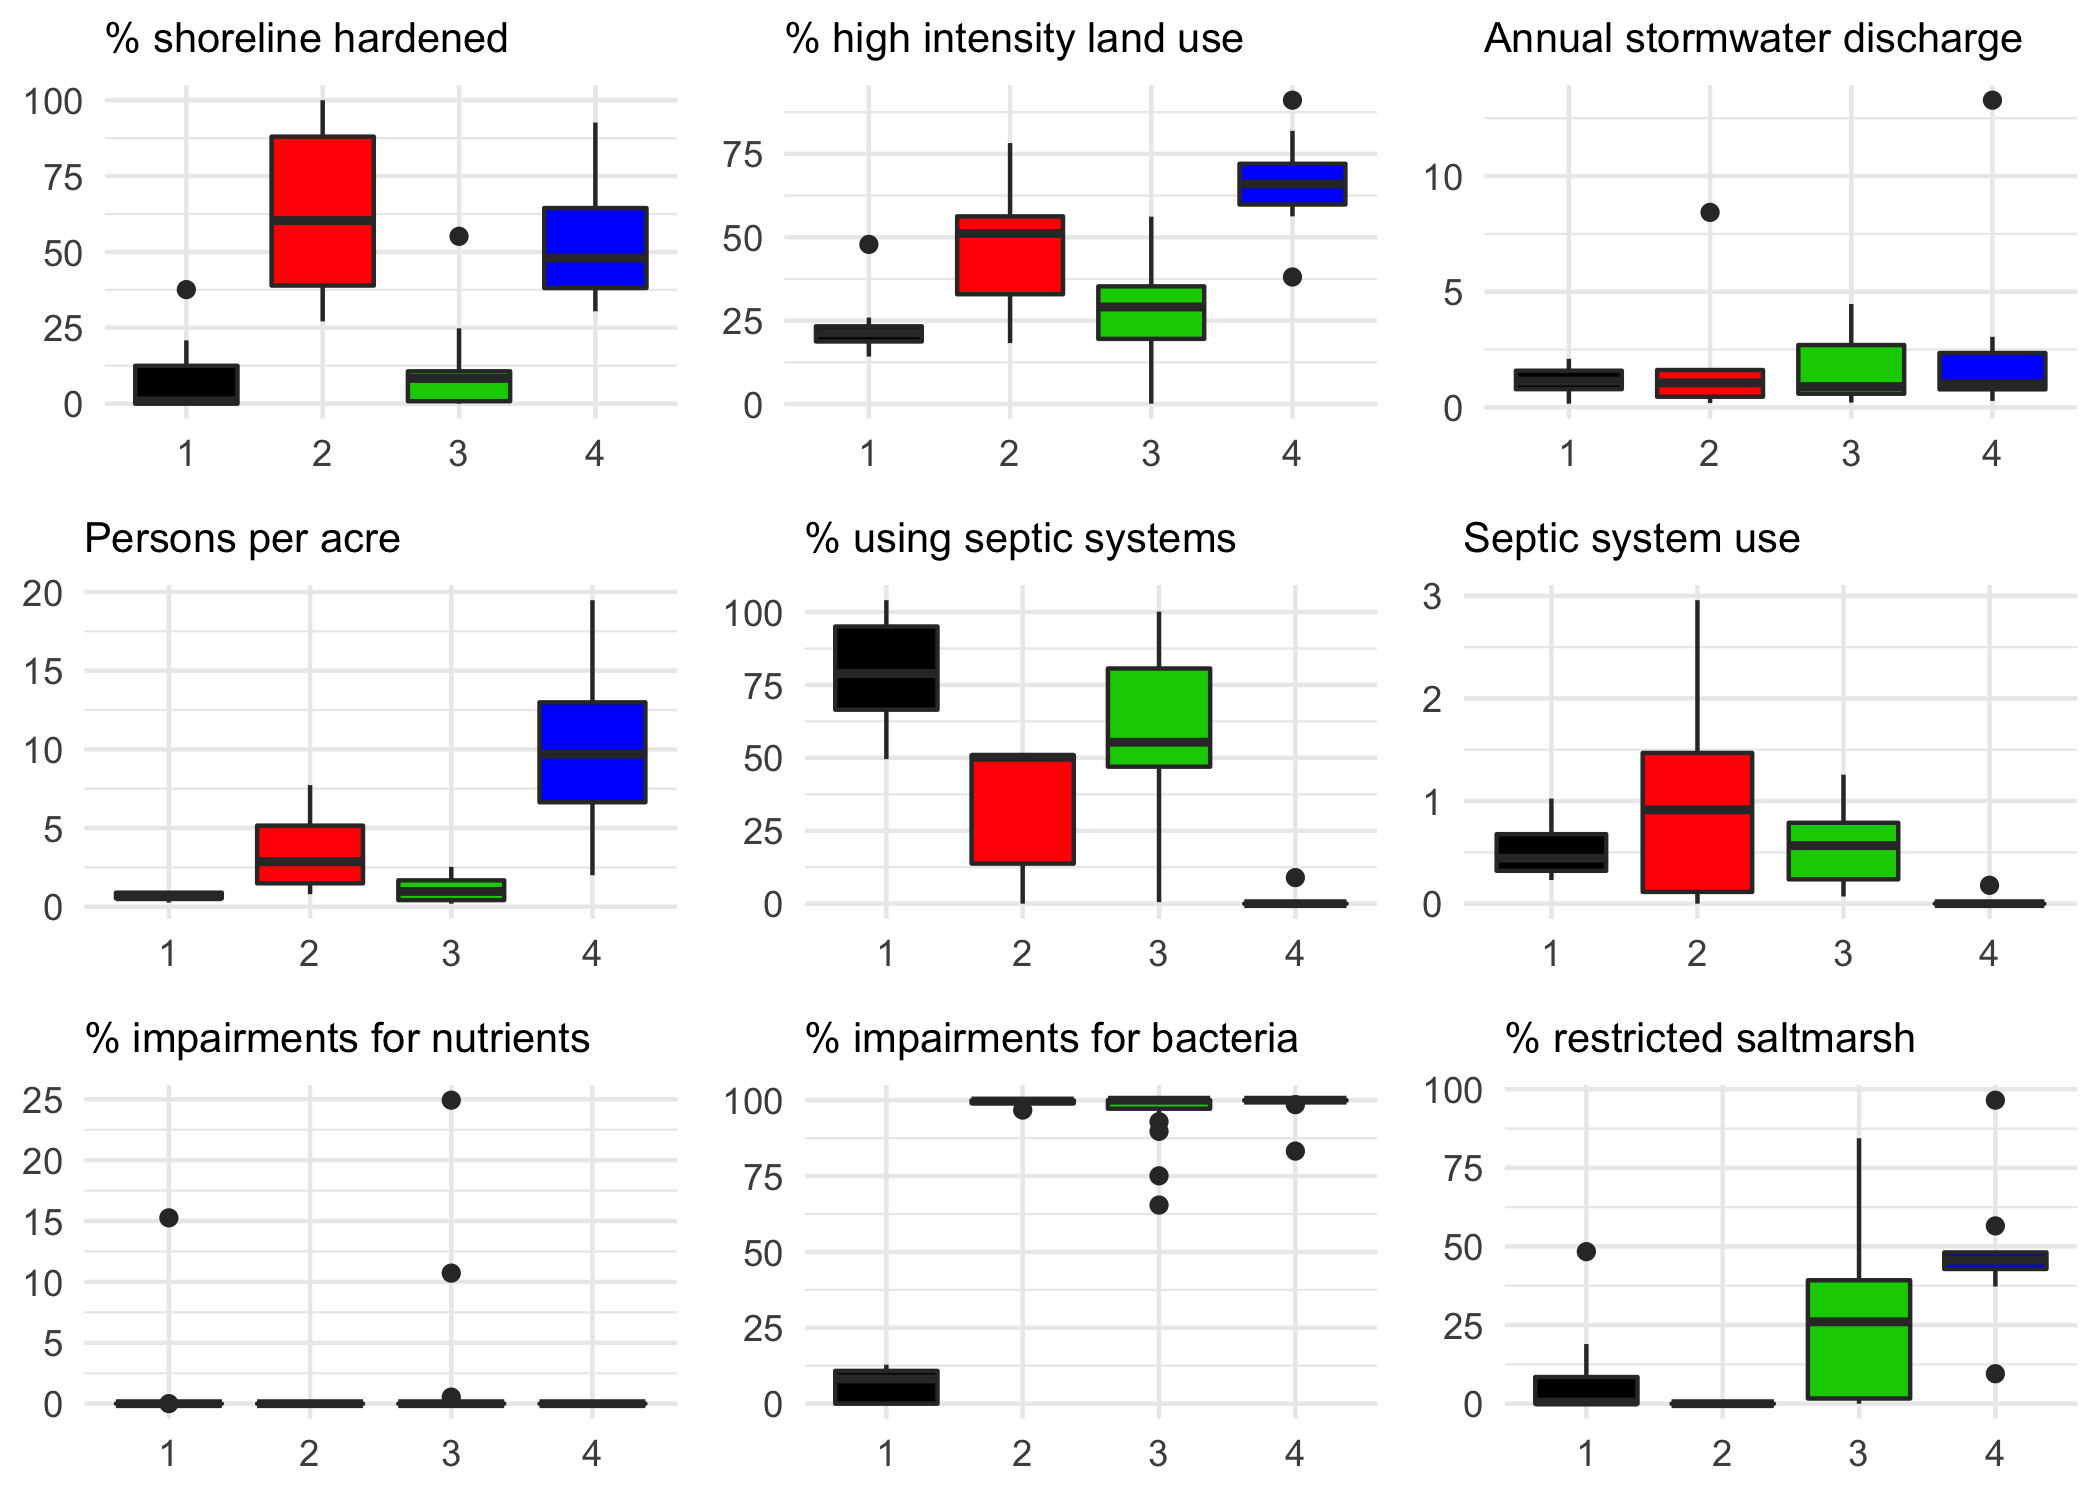 % shoreline hardened
% high intensity land use
Annual stormwater discharge
100
75
50
25
0
1 2 3 4
75
50
25
0
1 2 3 4
10
5
0
1 2 3 4
Persons per acre
% using septic systems
Septic system use
20
15
10
5
0
1 2 3 4
100
75
50
25
0
1 2 3 4
3
2
1
0
1 2 3 4
% impairments for nutrients
% impairments for bacteria
% restricted saltmarsh
25
20
15
10
5
0
1 2 3 4
100
75
50
25
0
1 2 3 4
100
75
50
25
0
1 2 3 4